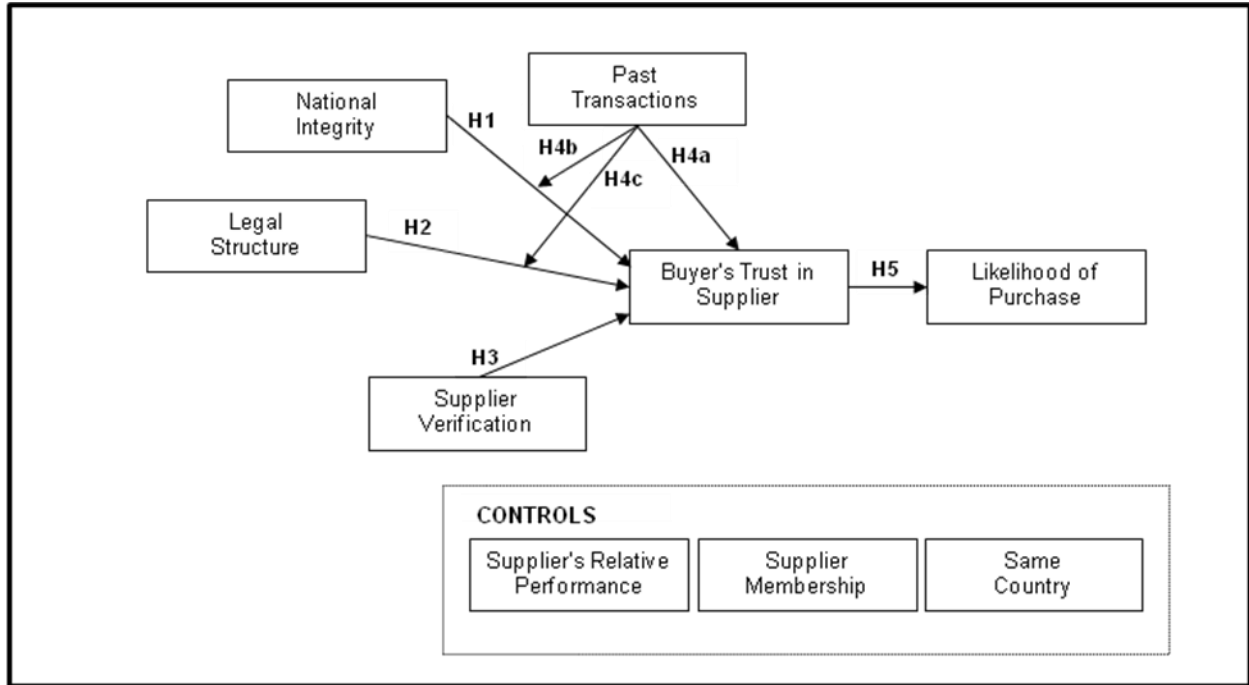 Past
Transactions
National
Integrity
H1
H4b
H4a
H4c
Legal
Structure
H2
Buyer's Trust in
Supplier
H5
Likelihood of
Purchase
H3
Supplier
Verification
CONTROLS
Supplier's Relative
Performance
Supplier
Membership
Same
Country